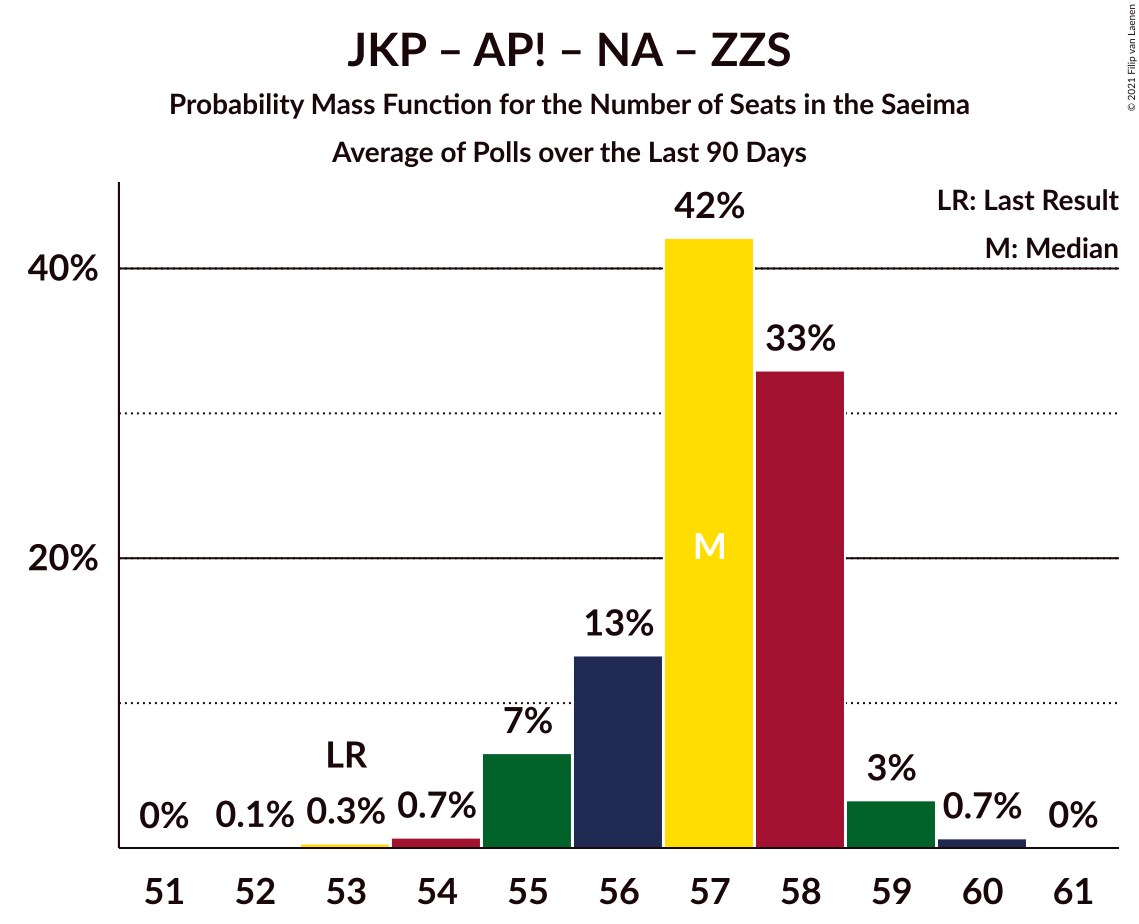 JKP – AP! – NA – ZZS
Probability Mass Function for the Number of Seats in the Saeima
Average of Polls over the Last 90 Days
© 2021 Filip van Laenen
LR: Last Result
M: Median
40%
20%
0%
0.1%
LR
0.3%
0.7%
7%
13%
42%
M
33%
3%
0.7%
0%
51 52 53 54 55 56 57 58 59 60 61